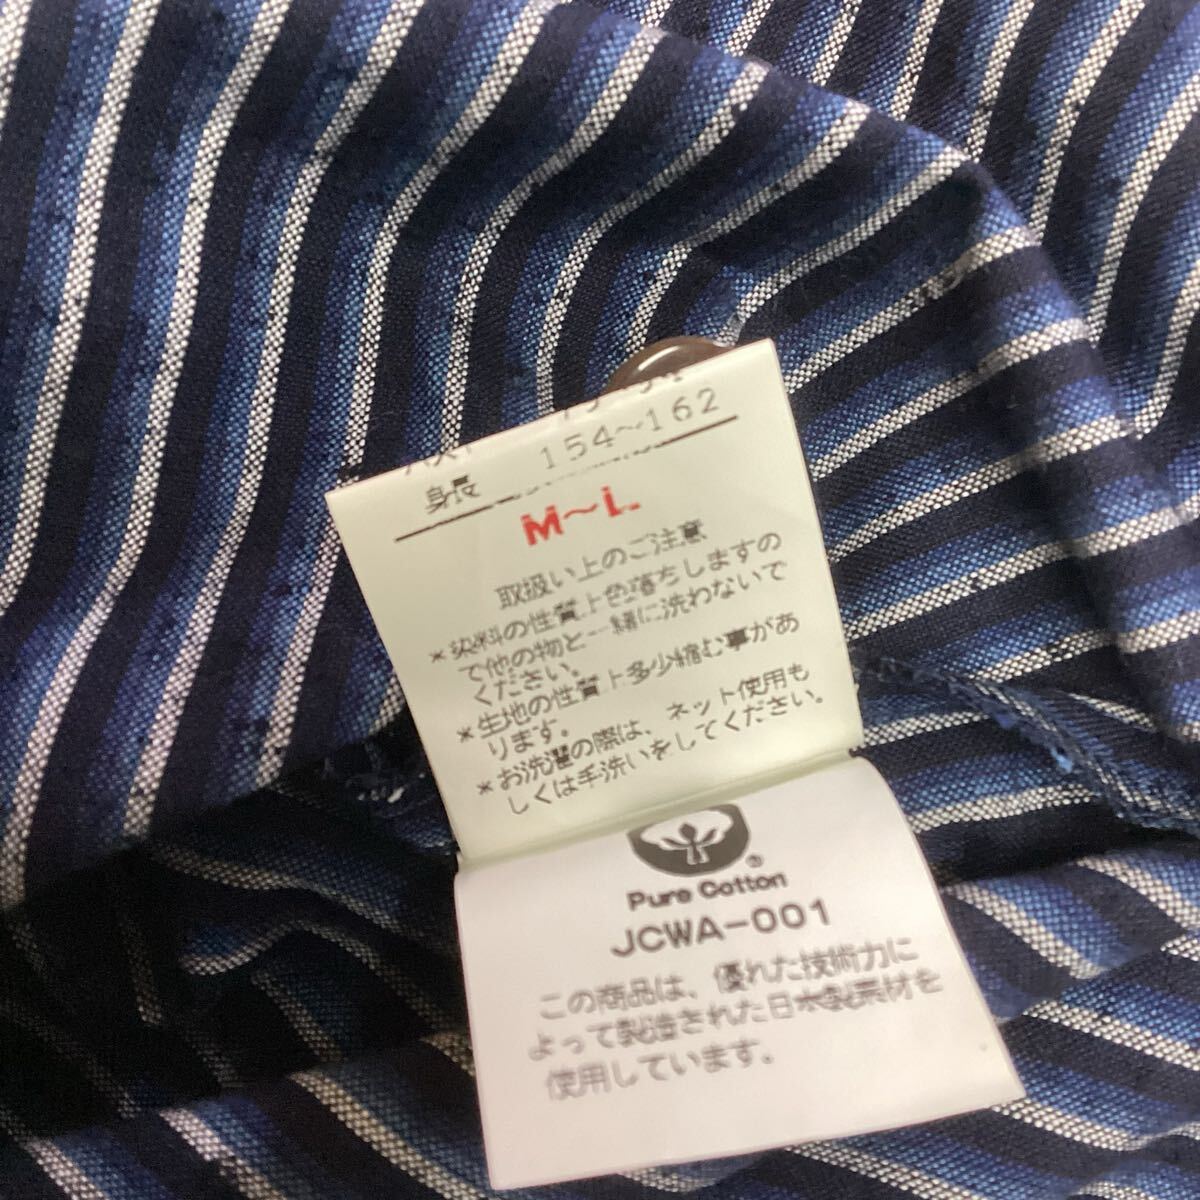 身長 154～162
M～L
取扱い上のご注意
*染料の性質上色落ちしますの
で他の物と一緒に洗わないで
ください。
*生地の性質上多少縮む事があ
ります。
*お洗濯の際は、ネット使用も
しくは手洗いをしてください。
®
Pure Cotton
JCWA-001
この商品は、優れた技術力に
よって製造された日本製素材を
使用しています。